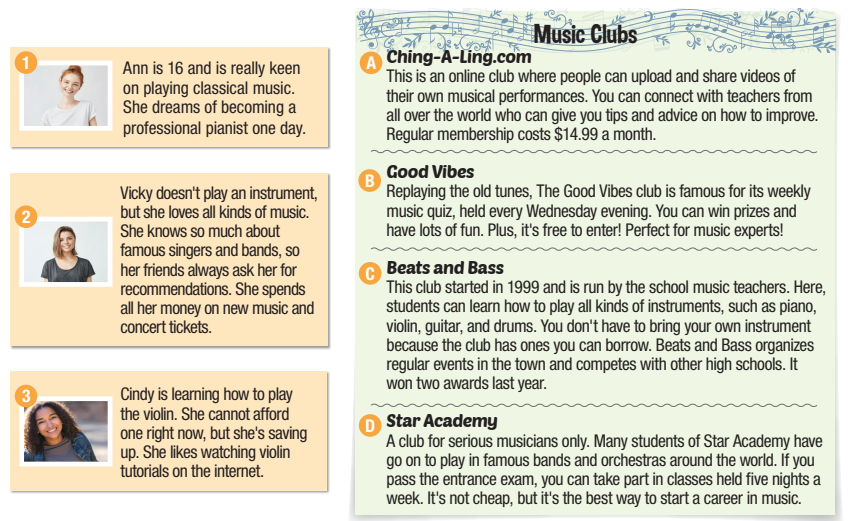 1
Ann is 16 and is really keen
on playing classical music.
She dreams of becoming a
professional pianist one day.
2
Vicky doesn't play an instrument,
but she loves all kinds of music.
She knows so much about
famous singers and bands, so
her friends always ask her for
recommendations. She spends
all her money on new music and
concert tickets.
3
Cindy is learning how to play
the violin. She cannot afford
one right now, but she's saving
up. She likes watching violin
tutorials on the internet.
Music Clubs
A Ching-A-Ling.com
This is an online club where people can upload and share videos of
their own musical performances. You can connect with teachers from
all over the world who can give you tips and advice on how to improve.
Regular membership costs $14.99 a month.
B Good Vibes
Replaying the old tunes, The Good Vibes club is famous for its weekly
music quiz, held every Wednesday evening. You can win prizes and
have lots of fun. Plus, it's free to enter! Perfect for music experts!
C Beats and Bass
This club started in 1999 and is run by the school music teachers. Here,
students can learn how to play all kinds of instruments, such as piano,
violin, guitar, and drums. You don't have to bring your own instrument
because the club has ones you can borrow. Beats and Bass organizes
regular events in the town and competes with other high schools. It
won two awards last year.
D Star Academy
A club for serious musicians only. Many students of Star Academy have
go on to play in famous bands and orchestras around the world. If you
pass the entrance exam, you can take part in classes held five nights a
week. It's not cheap, but it's the best way to start a career in music.